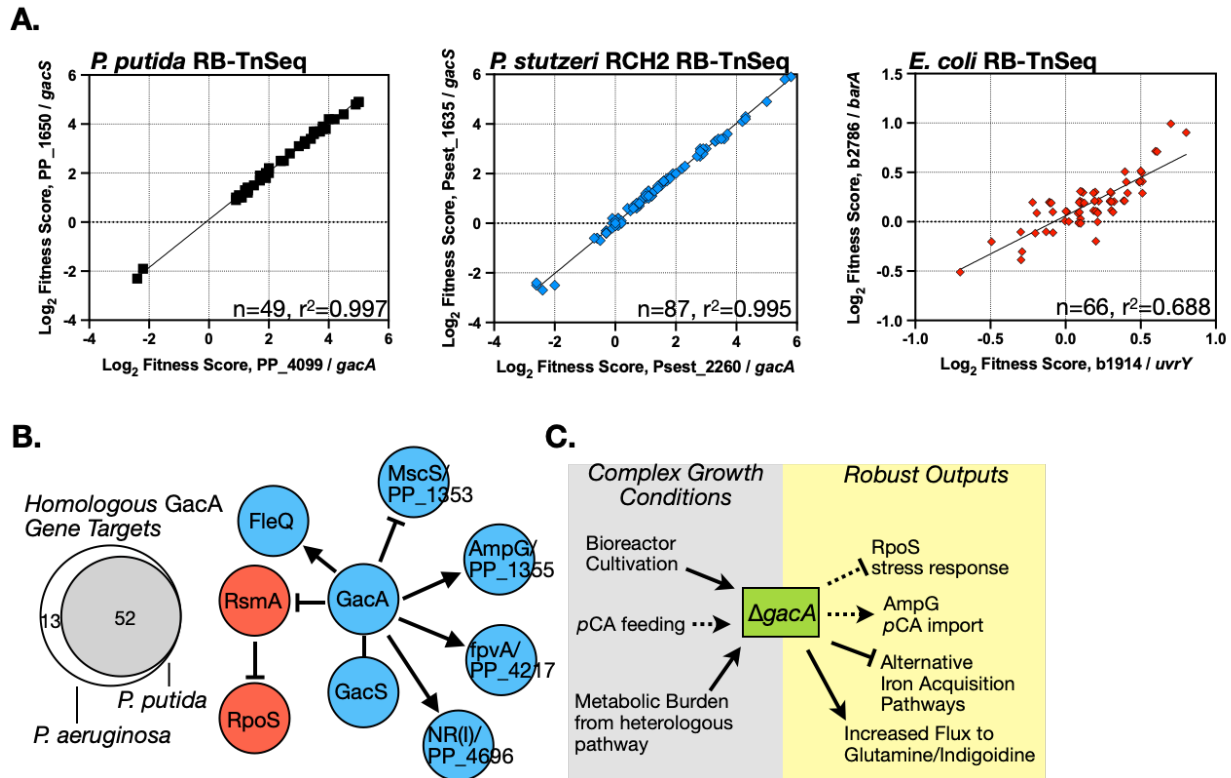 A.
P. putida RB-TnSeq
Log2 Fitness Score, PP_1650 / gacS
6
4
2
0
-2
-4
-4
-2
0
2
4
6
n=49, r²=0.997
Log2 Fitness Score, PP_4099 / gacA
P. stutzeri RCH2 RB-TnSeq
Log2 Fitness Score, Psest_1635 / gacS
6
4
2
0
-2
-4
-4
-2
0
2
4
6
n=87, r²=0.995
Log2 Fitness Score, Psest_2260 / gacA
E. coli RB-TnSeq
Log2 Fitness Score, b2786 / barA
1.5
1.0
0.5
0.0
-0.5
-1.0
-1.0
-0.5
0.0
0.5
1.0
n=66, r²=0.688
Log2 Fitness Score, b1914 / uvrY
B.
Homologous GacA
Gene Targets
13
52
P. putida
P. aeruginosa
FleQ
MscS/
PP_1353
RsmA
GacA
AmpG/
PP_1355
fpvA/
PP_4217
GacS
RpoS
NR(I)/
PP_4696
C.
Complex Growth
Conditions
Robust Outputs
Bioreactor
Cultivation
pCA feeding
Metabolic Burden
from heterologous
pathway
ΔgacA
RpoS
stress response
AmpG
pCA import
Alternative
Iron Acquisition
Pathways
Increased Flux to
Glutamine/Indigoidine